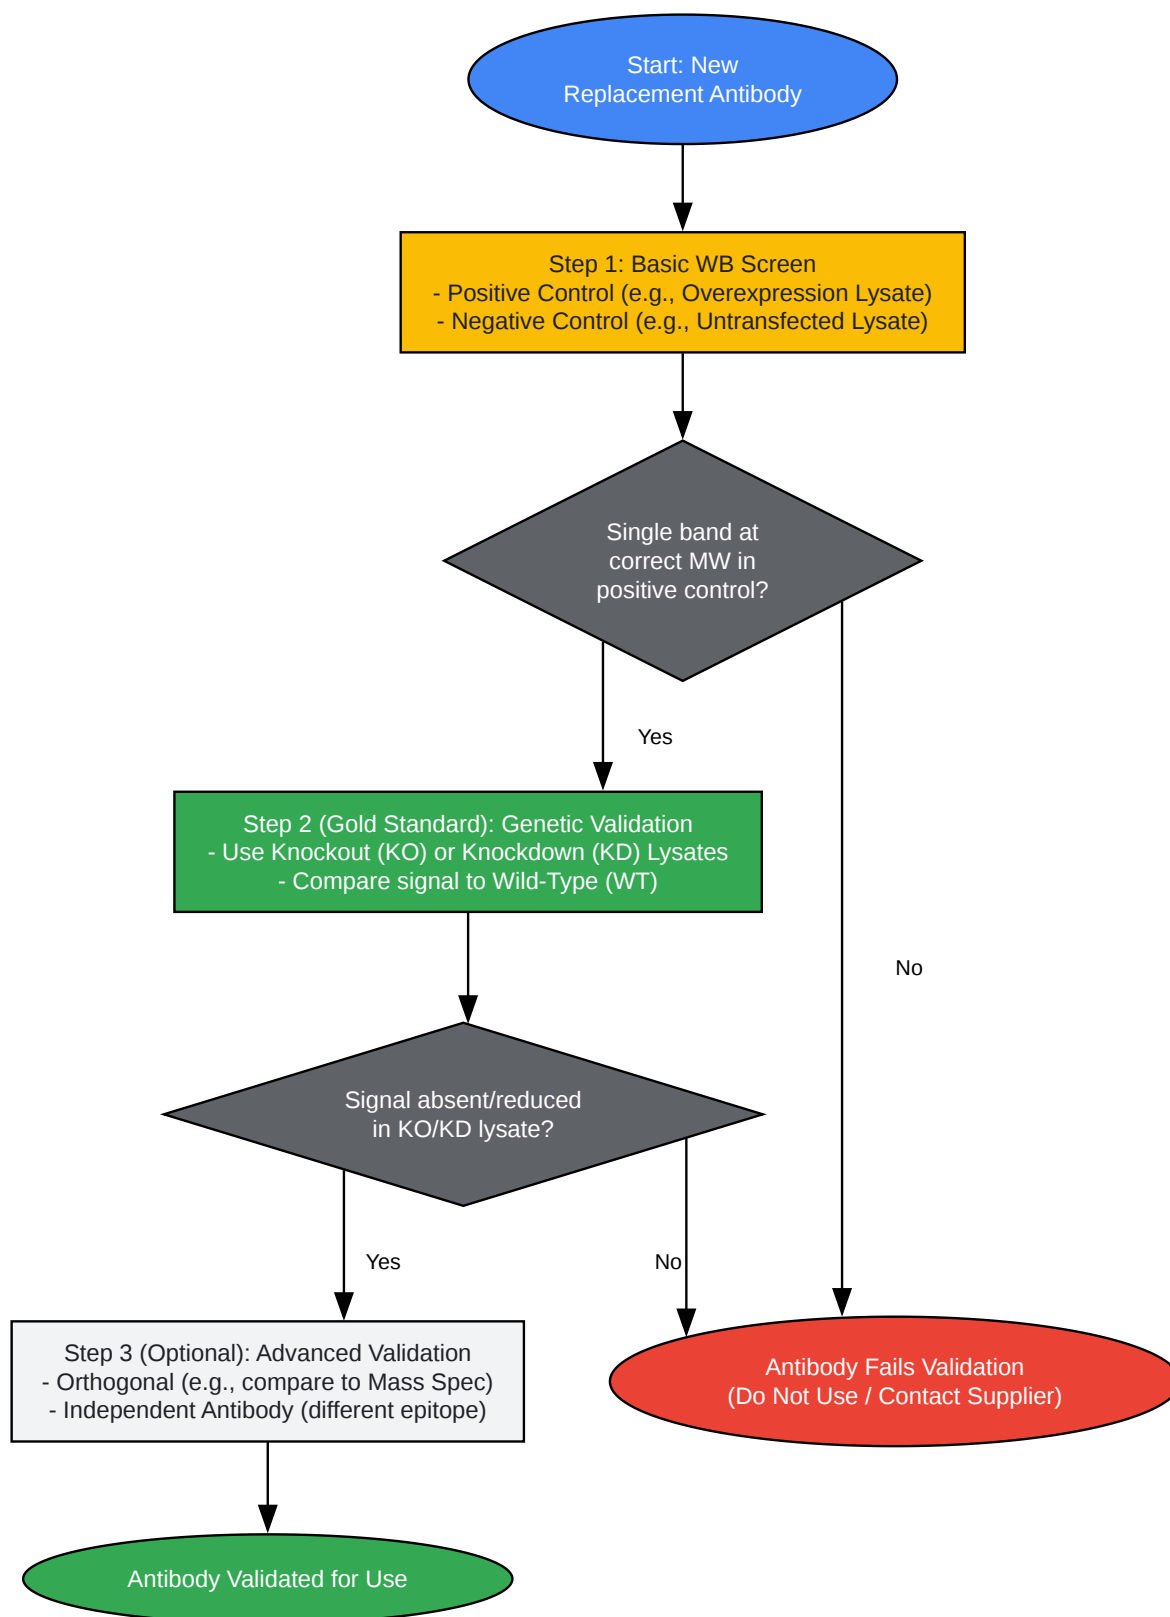 Start: New
Replacement Antibody
Step 1: Basic WB Screen
- Positive Control (e.g., Overexpression Lysate)
- Negative Control (e.g., Untransfected Lysate)
Single band at
correct MW in
positive control?
Yes
Step 2 (Gold Standard): Genetic Validation
- Use Knockout (KO) or Knockdown (KD) Lysates
- Compare signal to Wild-Type (WT)
No
Signal absent/reduced
in KO/KD lysate?
Yes
No
Step 3 (Optional): Advanced Validation
- Orthogonal (e.g., compare to Mass Spec)
- Independent Antibody (different epitope)
Antibody Fails Validation
(Do Not Use / Contact Supplier)
Antibody Validated for Use